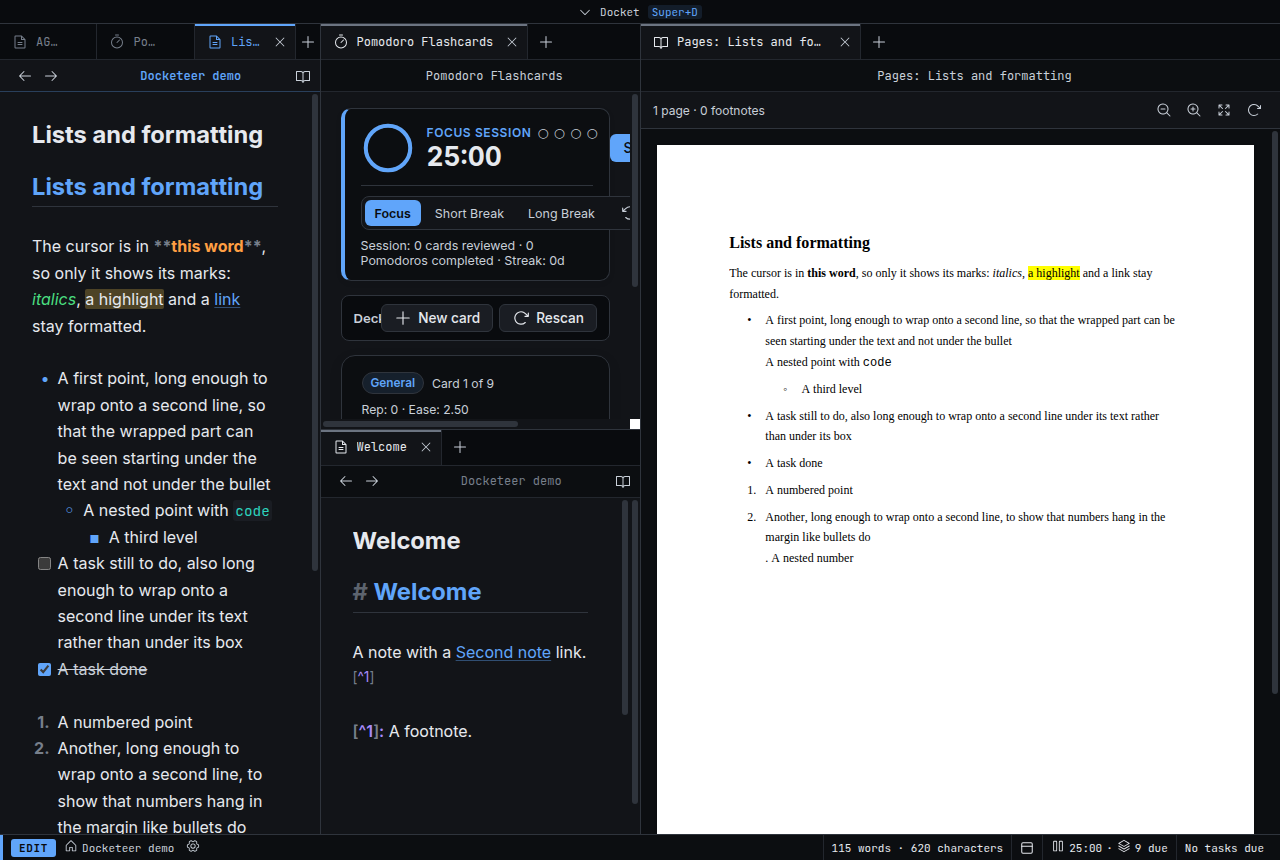 Docket Super+D
AG…
Po…
Lis…
Pomodoro Flashcards
Pages: Lists and fo…
Docketeer demo
Pomodoro Flashcards
Pages: Lists and formatting
Lists and formatting
Lists and formatting
The cursor is in **this word**,
so only it shows its marks:
italics, a highlight and a link
stay formatted.
• A first point, long enough to
wrap onto a second line, so
that the wrapped part can
be seen starting under the
text and not under the bullet
◦ A nested point with code
▪ A third level
A task still to do, also long
enough to wrap onto a
second line under its text
rather than under its box
A task done
1. A numbered point
2. Another, long enough to
wrap onto a second line, to
show that numbers hang in
the margin like bullets do
FOCUS SESSION
25:00
S
Focus Short Break Long Break
Session: 0 cards reviewed · 0
Pomodoros completed · Streak: 0d
Decl
New card
Rescan
General Card 1 of 9
Rep: 0 · Ease: 2.50
Welcome
Docketeer demo
Welcome
# Welcome
A note with a Second note link.
[^1]
[^1]: A footnote.
1 page · 0 footnotes
Lists and formatting
The cursor is in this word, so only it shows its marks: italics, a highlight and a link stay
formatted.
• A first point, long enough to wrap onto a second line, so that the wrapped part can be
seen starting under the text and not under the bullet
A nested point with code
◦ A third level
• A task still to do, also long enough to wrap onto a second line under its text rather
than under its box
• A task done
1. A numbered point
2. Another, long enough to wrap onto a second line, to show that numbers hang in the
margin like bullets do
. A nested number
EDIT Docketeer demo
115 words · 620 characters
25:00 · 9 due
No tasks due